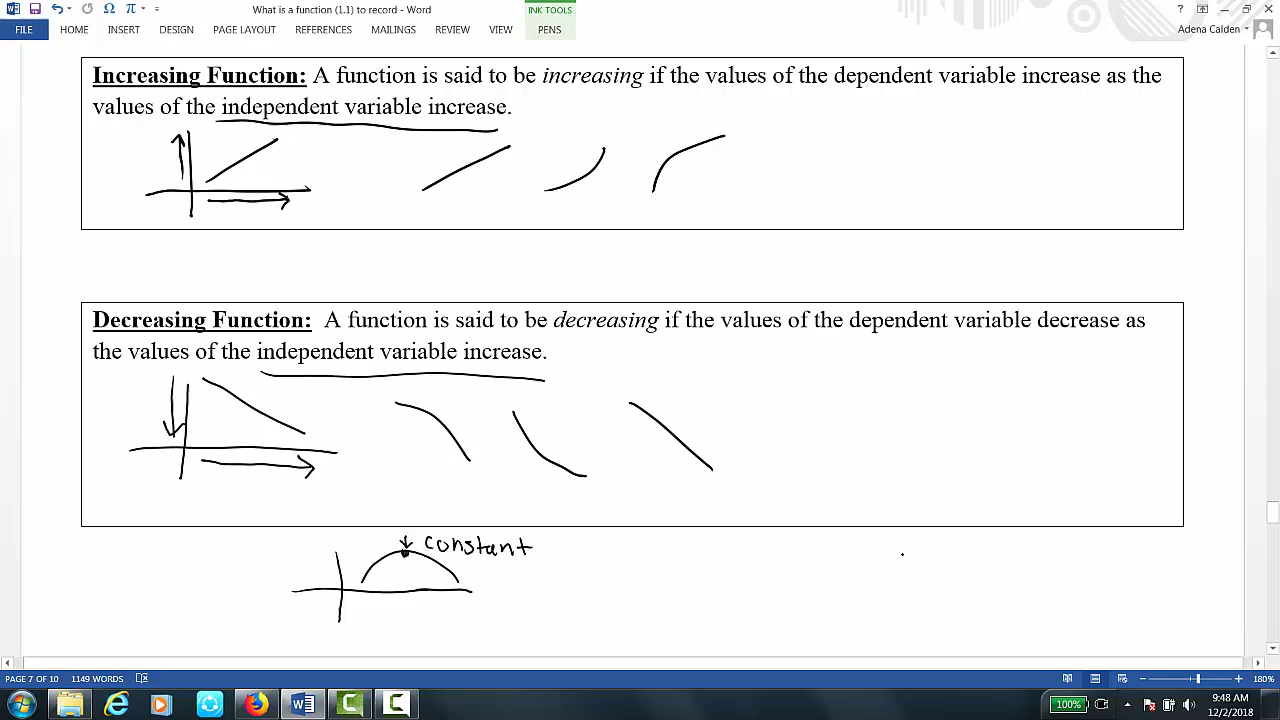 What is a function (1.1) to record - Word
INK TOOLS
FILE HOME INSERT DESIGN PAGE LAYOUT REFERENCES MAILINGS REVIEW VIEW PENS
Adena Calden
Increasing Function: A function is said to be increasing if the values of the dependent variable increase as the
values of the independent variable increase.
Decreasing Function: A function is said to be decreasing if the values of the dependent variable decrease as
the values of the independent variable increase.
constant
PAGE 7 OF 10 1149 WORDS
180%
100%
9:48 AM
12/2/2018